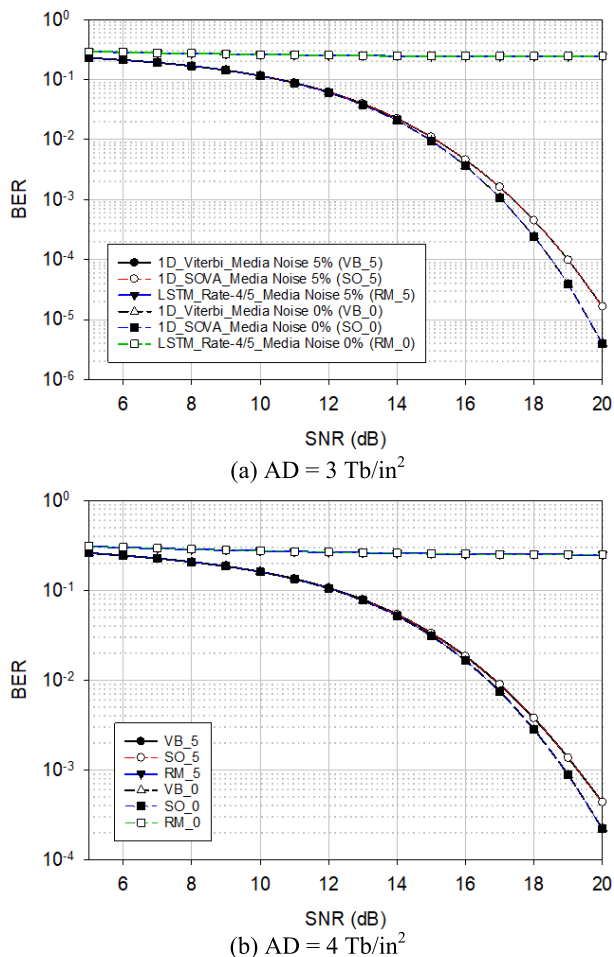 10⁰
10⁻¹
10⁻²
10⁻³
10⁻⁴
10⁻⁵
10⁻⁶
BER
1D_Viterbi_Media Noise 5% (VB_5)
1D_SOVA_Media Noise 5% (SO_5)
LSTM_Rate-4/5_Media Noise 5% (RM_5)
1D_Viterbi_Media Noise 0% (VB_0)
1D_SOVA_Media Noise 0% (SO_0)
LSTM_Rate-4/5_Media Noise 0% (RM_0)
6 8 10 12 14 16 18 20
SNR (dB)
(a) AD = 3 Tb/in²
10⁰
10⁻¹
10⁻²
10⁻³
10⁻⁴
BER
VB_5
SO_5
RM_5
VB_0
SO_0
RM_0
6 8 10 12 14 16 18 20
SNR (dB)
(b) AD = 4 Tb/in²